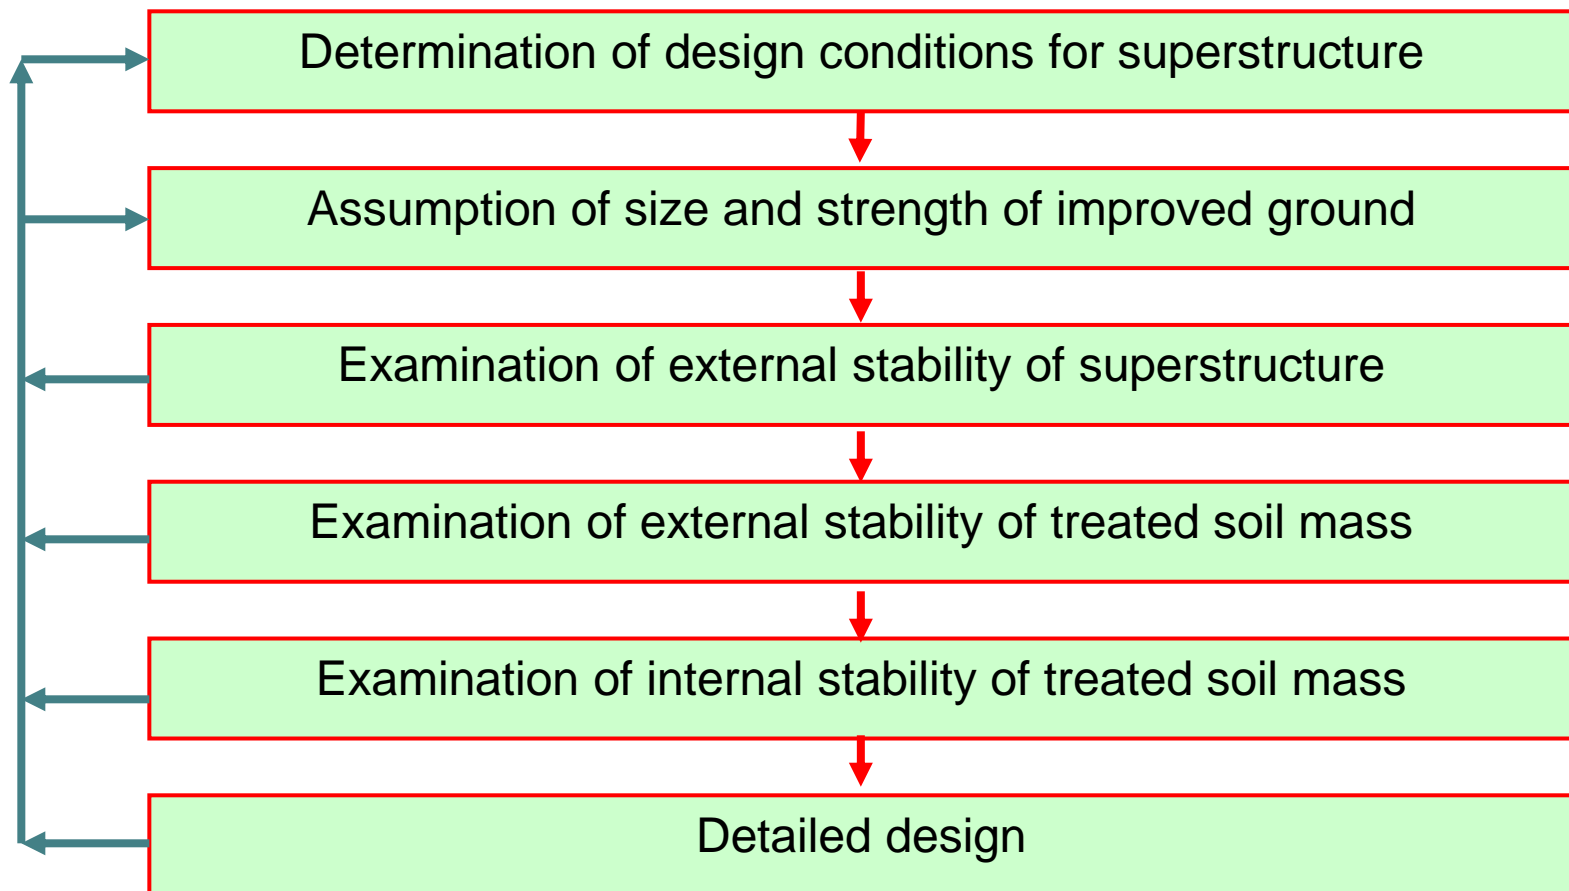 Determination of design conditions for superstructure
Assumption of size and strength of improved ground
Examination of external stability of superstructure
Examination of external stability of treated soil mass
Examination of internal stability of treated soil mass
Detailed design